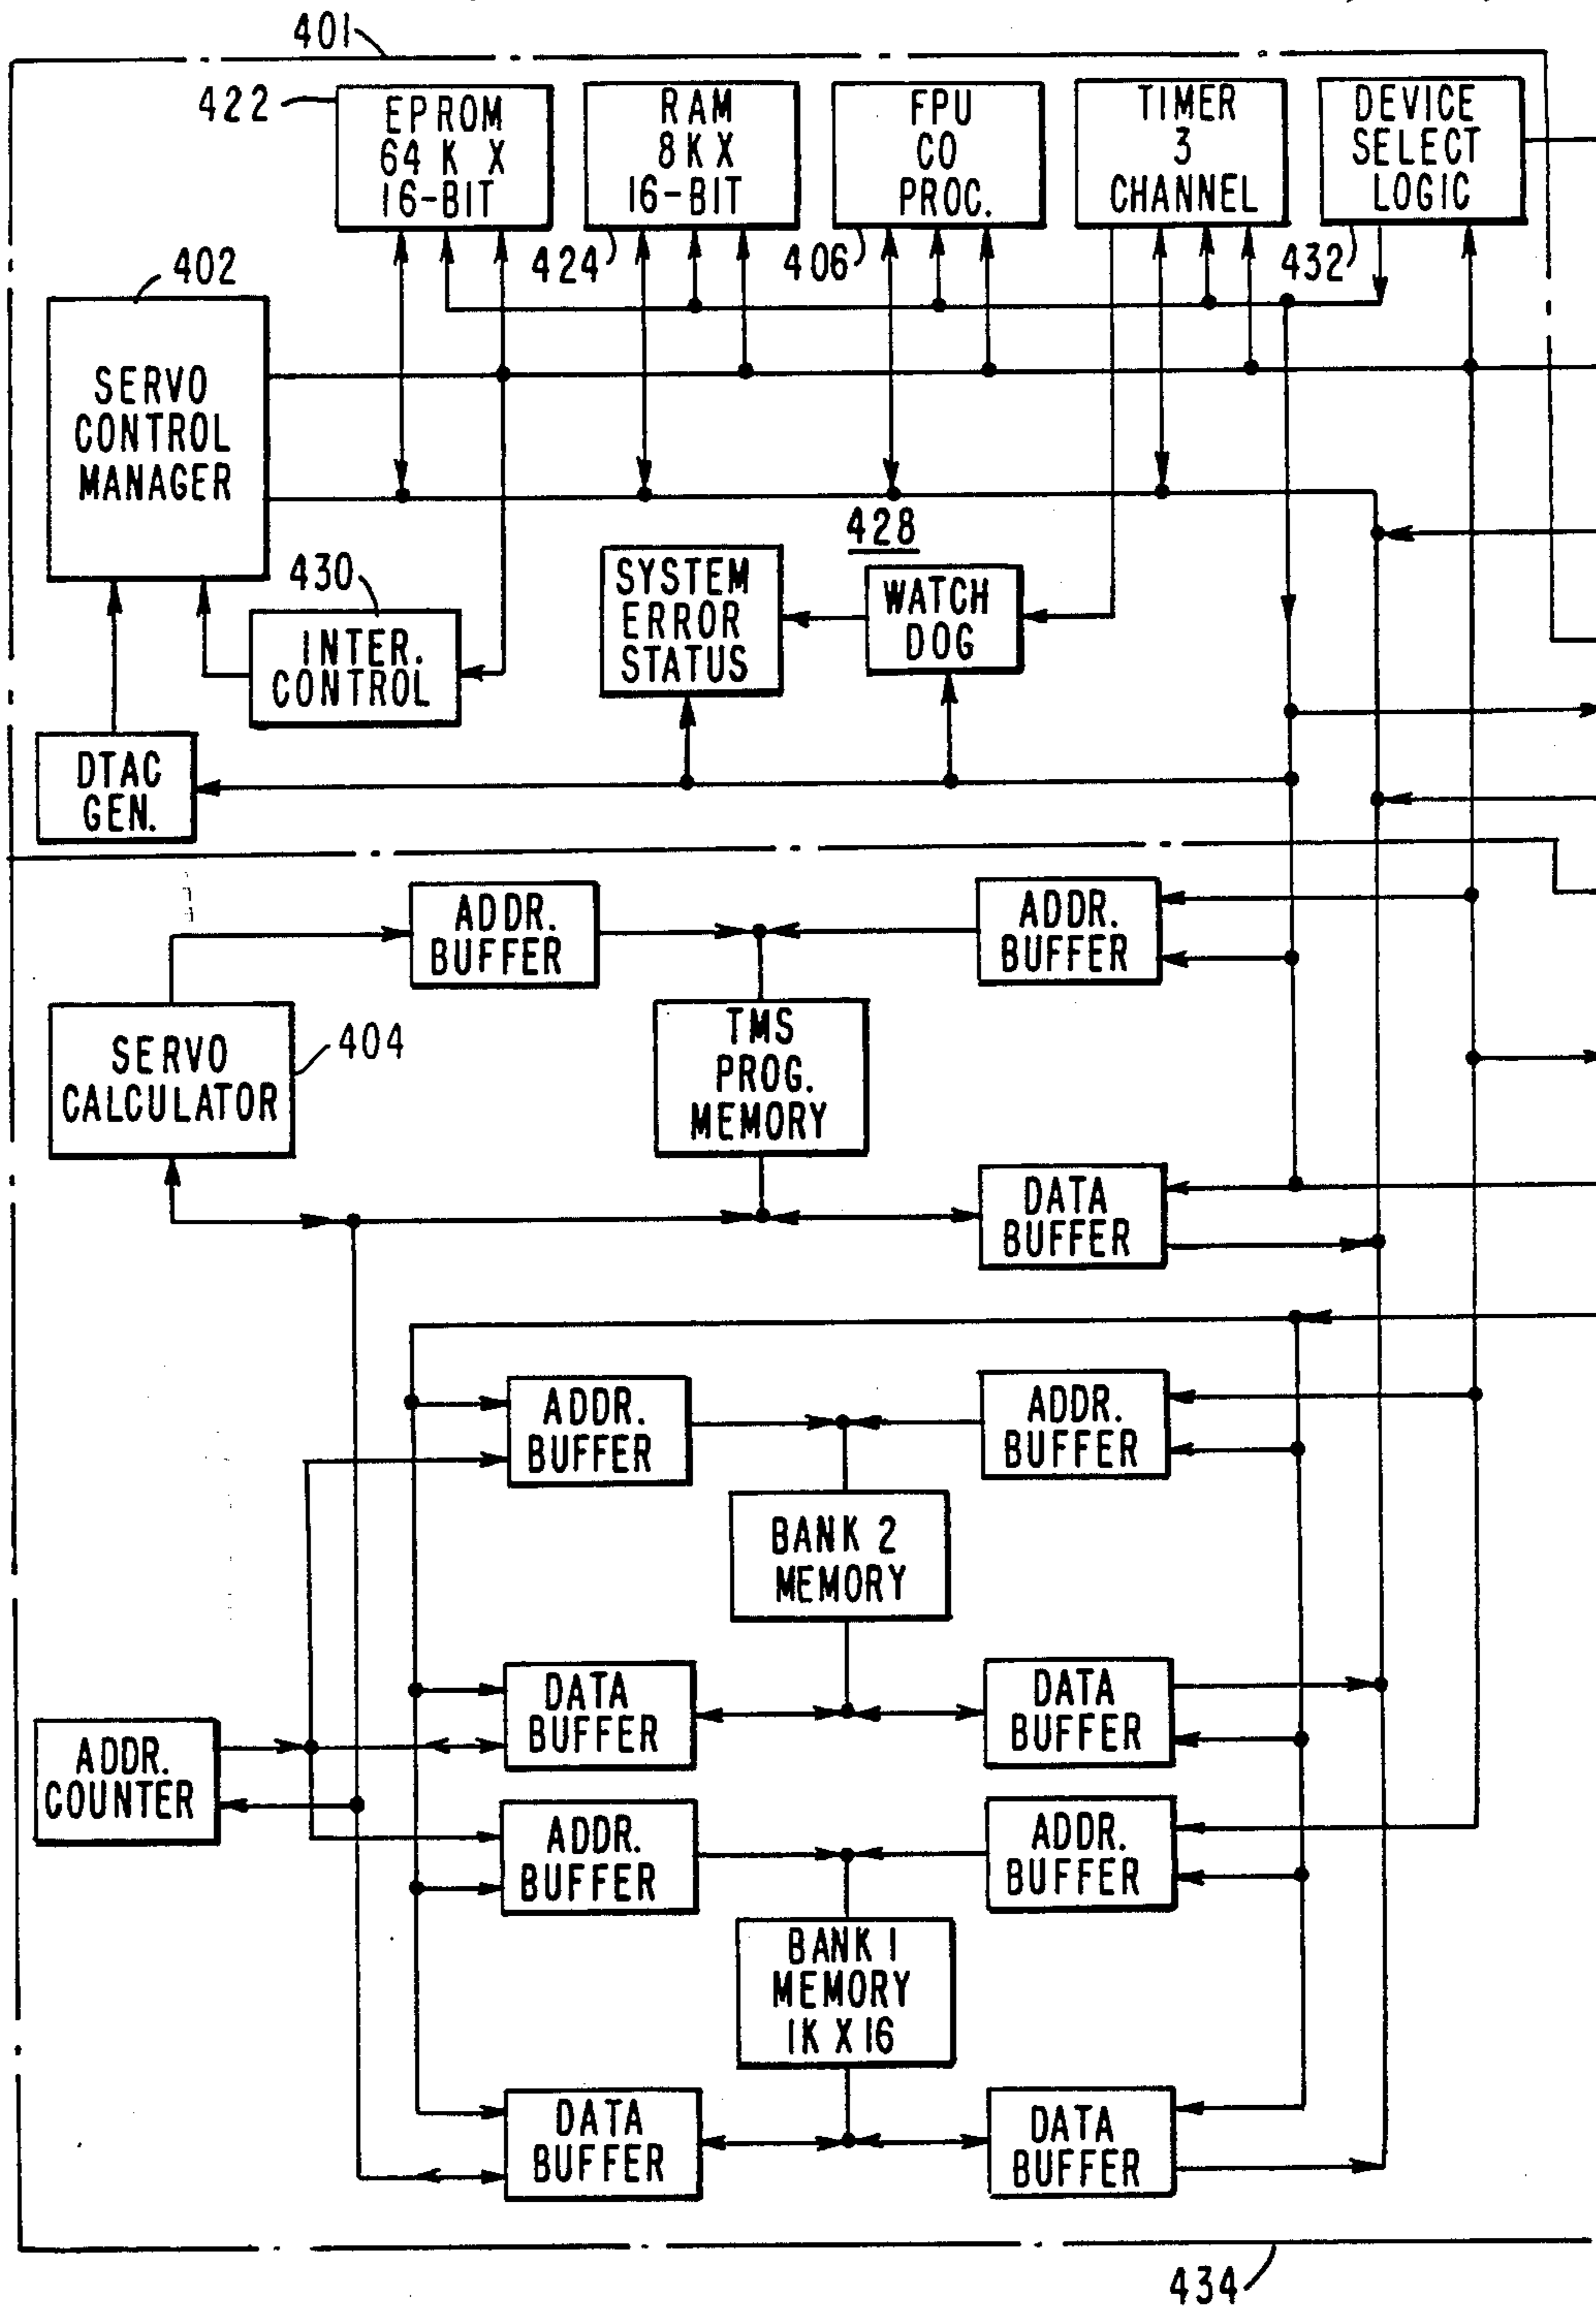 401
422
EPROM
64 K X
16-BIT
RAM
8K X
16-BIT
FPU
CO
PROC.
TIMER
3
CHANNEL
DEVICE
SELECT
LOGIC
424
406
432
402
SERVO
CONTROL
MANAGER
428
430
INTER.
CONTROL
SYSTEM
ERROR
STATUS
WATCH
DOG
DTAC
GEN.
ADDR.
BUFFER
ADDR.
BUFFER
SERVO
CALCULATOR
404
TMS
PROG.
MEMORY
DATA
BUFFER
ADDR.
BUFFER
ADDR.
BUFFER
BANK 2
MEMORY
DATA
BUFFER
DATA
BUFFER
ADDR.
COUNTER
ADDR.
BUFFER
ADDR.
BUFFER
BANK 1
MEMORY
1K X 16
DATA
BUFFER
DATA
BUFFER
434